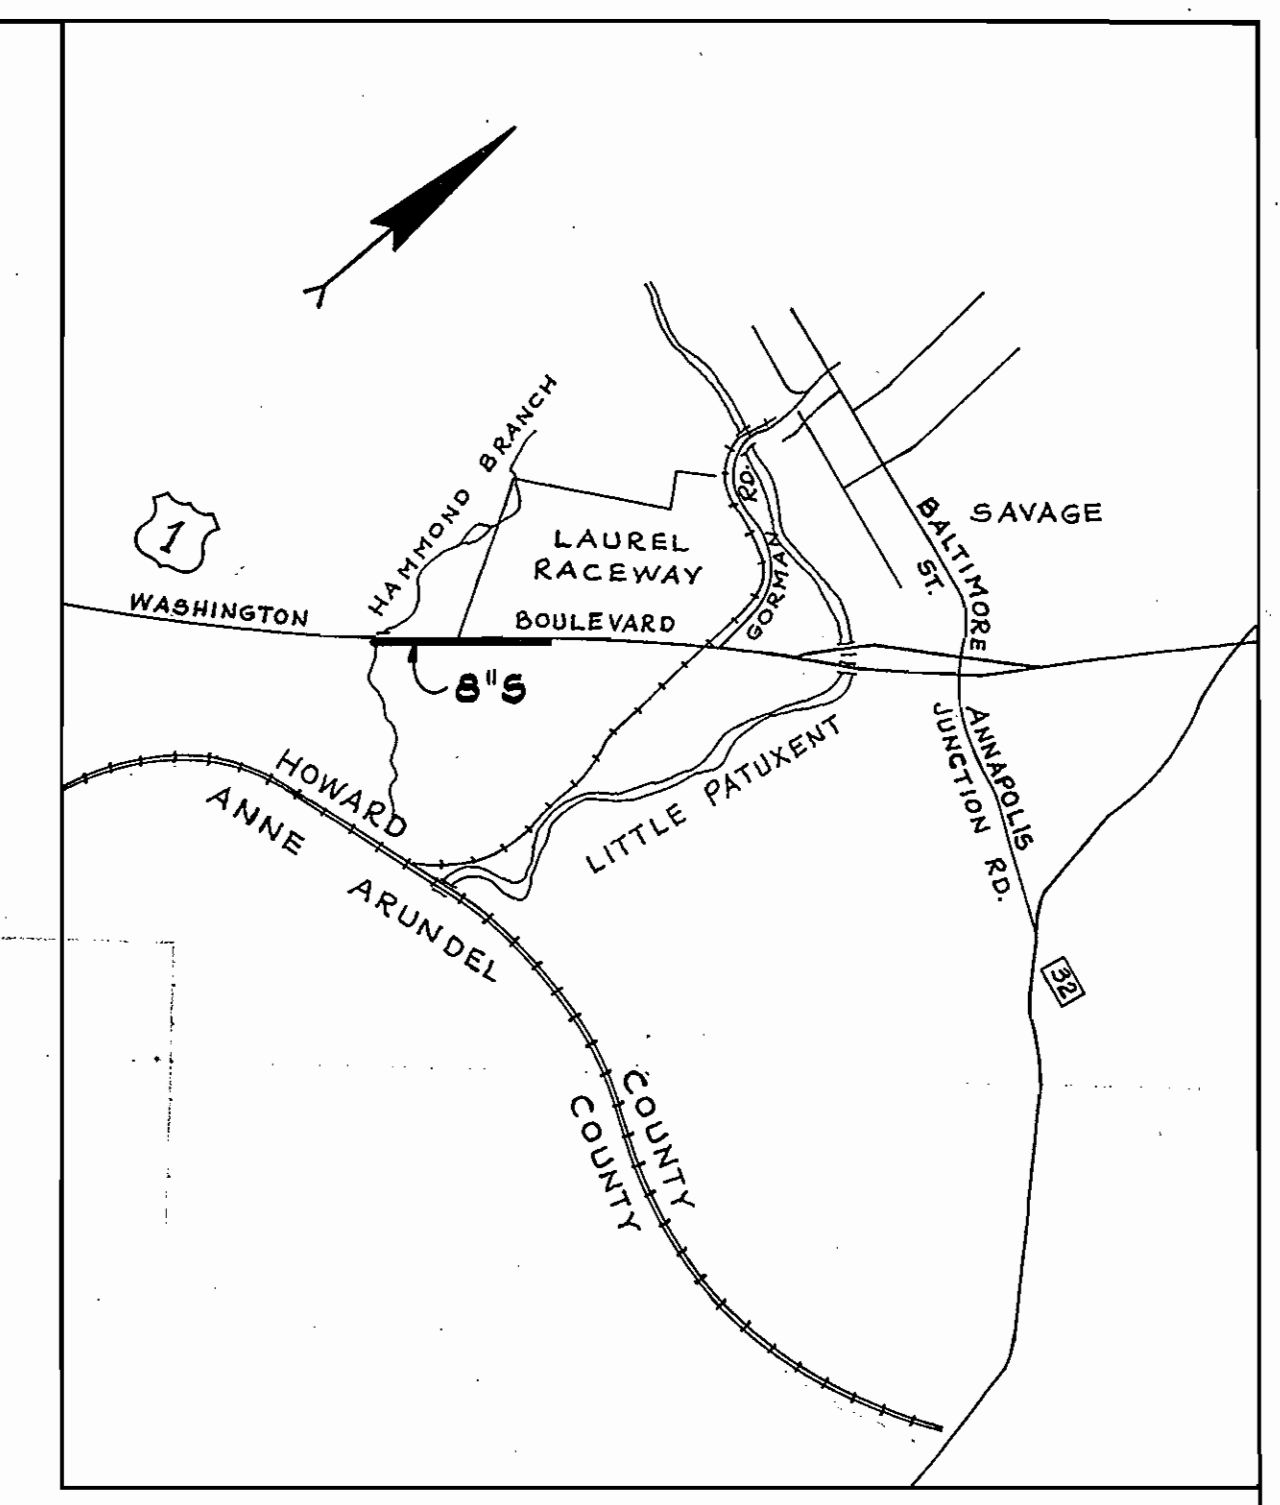 HAMMOND BRANCH
1
LAUREL
RACEWAY
RD.
GORMAN
SAVAGE
BALTIMORE
ST.
WASHINGTON
BOULEVARD
8"S
HOWARD
ANNE
ARUNDEL
LITTLE PATUXENT
ANNAPOLIS
JUNCTION RD.
32
COUNTY
COUNTY